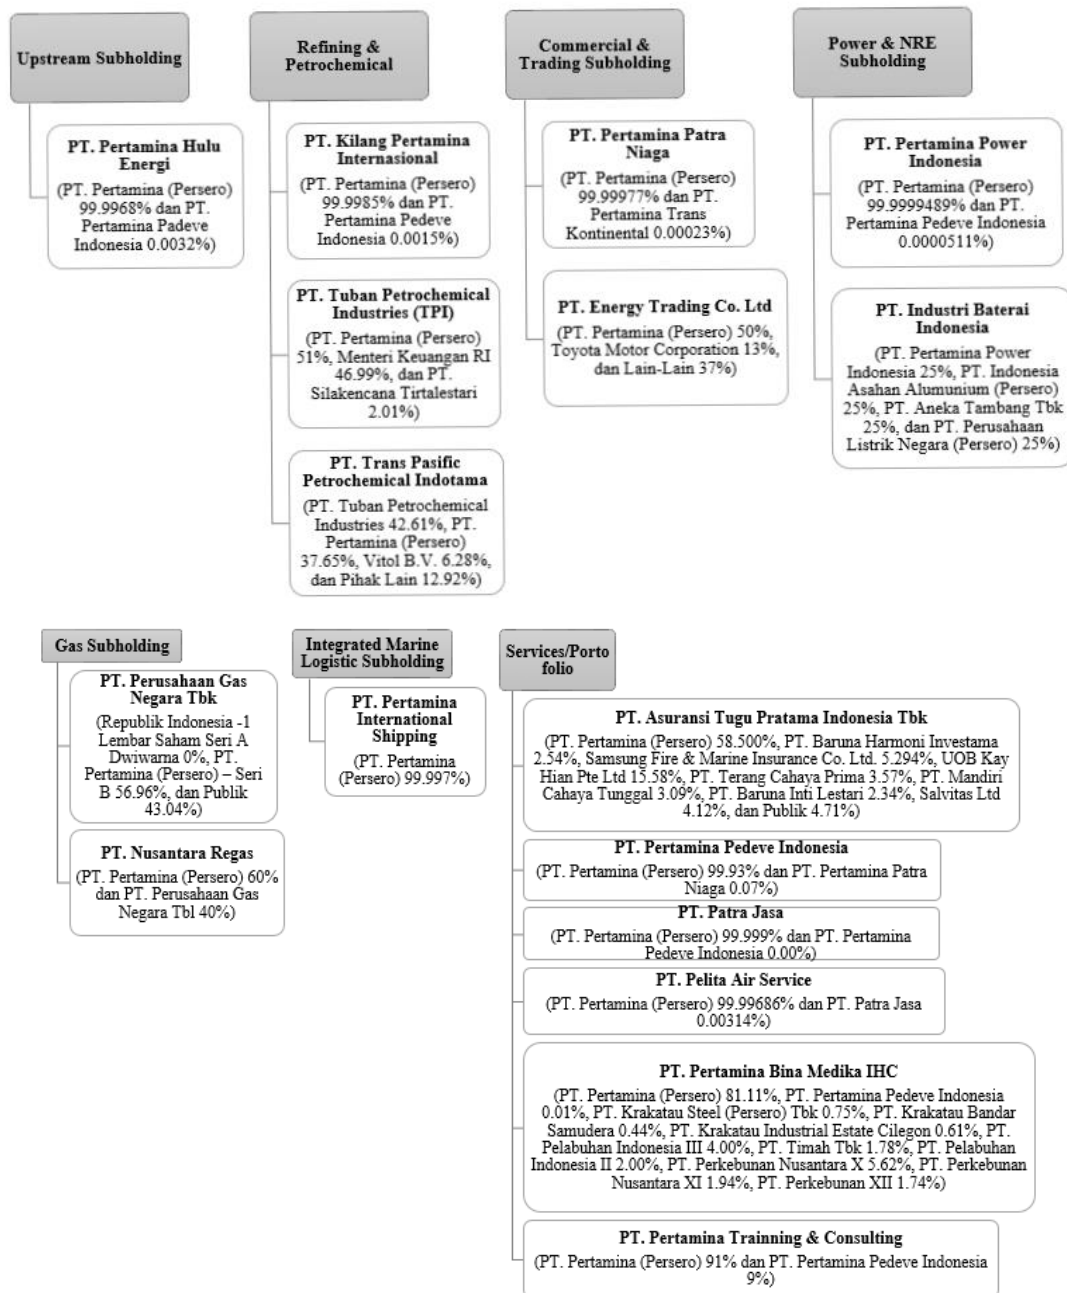 Upstream Subholding
PT. Pertamina Hulu
Energi
(PT. Pertamina (Persero)
99.9968% dan PT.
Pertamina Padeve
Indonesia 0.0032%)
Refining &
Petrochemical
PT. Kilang Pertamina
Internasional
(PT. Pertamina (Persero)
99.9985% dan PT.
Pertamina Pedeve
Indonesia 0.0015%)
PT. Tuban Petrochemical
Industries (TPI)
(PT. Pertamina (Persero)
51%, Menteri Keuangan RI
46.99%, dan PT.
Silakencana Tirtalestari
2.01%)
PT. Trans Pasific
Petrochemical Indotama
(PT. Tuban Petrochemical
Industries 42.61%, PT.
Pertamina (Persero)
37.65%, Vitol B.V. 6.28%,
dan Pihak Lain 12.92%)
Commercial &
Trading Subholding
PT. Pertamina Patra
Niaga
(PT. Pertamina (Persero)
99.99977% dan PT.
Pertamina Trans
Kontinental 0.00023%)
PT. Energy Trading Co. Ltd
(PT. Pertamina (Persero) 50%,
Toyota Motor Corporation 13%,
dan Lain-Lain 37%)
Power & NRE
Subholding
PT. Pertamina Power
Indonesia
(PT. Pertamina (Persero)
99.9999489% dan PT.
Pertamina Pedeve Indonesia
0.0000511%)
PT. Industri Baterai
Indonesia
(PT. Pertamina Power
Indonesia 25%, PT. Indonesia
Asahan Alumunium (Persero)
25%, PT. Aneka Tambang Tbk
25%, dan PT. Perusahaan
Listrik Negara (Persero) 25%)
Gas Subholding
PT. Perusahaan Gas
Negara Tbk
(Republik Indonesia -1
Lembar Saham Seri A
Dwiwarna 0%, PT.
Pertamina (Persero) – Seri
B 56.96%, dan Publik
43.04%)
PT. Nusantara Regas
(PT. Pertamina (Persero) 60%
dan PT. Perusahaan Gas
Negara Tbl 40%)
Integrated Marine
Logistic Subholding
PT. Pertamina
International
Shipping
(PT. Pertamina
(Persero) 99.997%)
Services/Porto
folio
PT. Asuransi Tugu Pratama Indonesia Tbk
(PT. Pertamina (Persero) 58.500%, PT. Baruna Harmoni Investama
2.54%, Samsung Fire & Marine Insurance Co. Ltd. 5.294%, UOB Kay
Hian Pte Ltd 15.58%, PT. Terang Cahaya Prima 3.57%, PT. Mandiri
Cahaya Tunggal 3.09%, PT. Baruna Inti Lestari 2.34%, Salvitas Ltd
4.12%, dan Publik 4.71%)
PT. Pertamina Pedeve Indonesia
(PT. Pertamina (Persero) 99.93% dan PT. Pertamina Patra
Niaga 0.07%)
PT. Patra Jasa
(PT. Pertamina (Persero) 99.999% dan PT. Pertamina
Pedeve Indonesia 0.00%)
PT. Pelita Air Service
(PT. Pertamina (Persero) 99.99686% dan PT. Patra Jasa
0.00314%)
PT. Pertamina Bina Medika IHC
(PT. Pertamina (Persero) 81.11%, PT. Pertamina Pedeve Indonesia
0.01%, PT. Krakatau Steel (Persero) Tbk 0.75%, PT. Krakatau Bandar
Samudera 0.44%, PT. Krakatau Industrial Estate Cilegon 0.61%, PT.
Pelabuhan Indonesia III 4.00%, PT. Timah Tbk 1.78%, PT. Pelabuhan
Indonesia II 2.00%, PT. Perkebunan Nusantara X 5.62%, PT. Perkebunan
Nusantara XI 1.94%, PT. Perkebunan XII 1.74%)
PT. Pertamina Trainning & Consulting
(PT. Pertamina (Persero) 91% dan PT. Pertamina Pedeve Indonesia
9%)